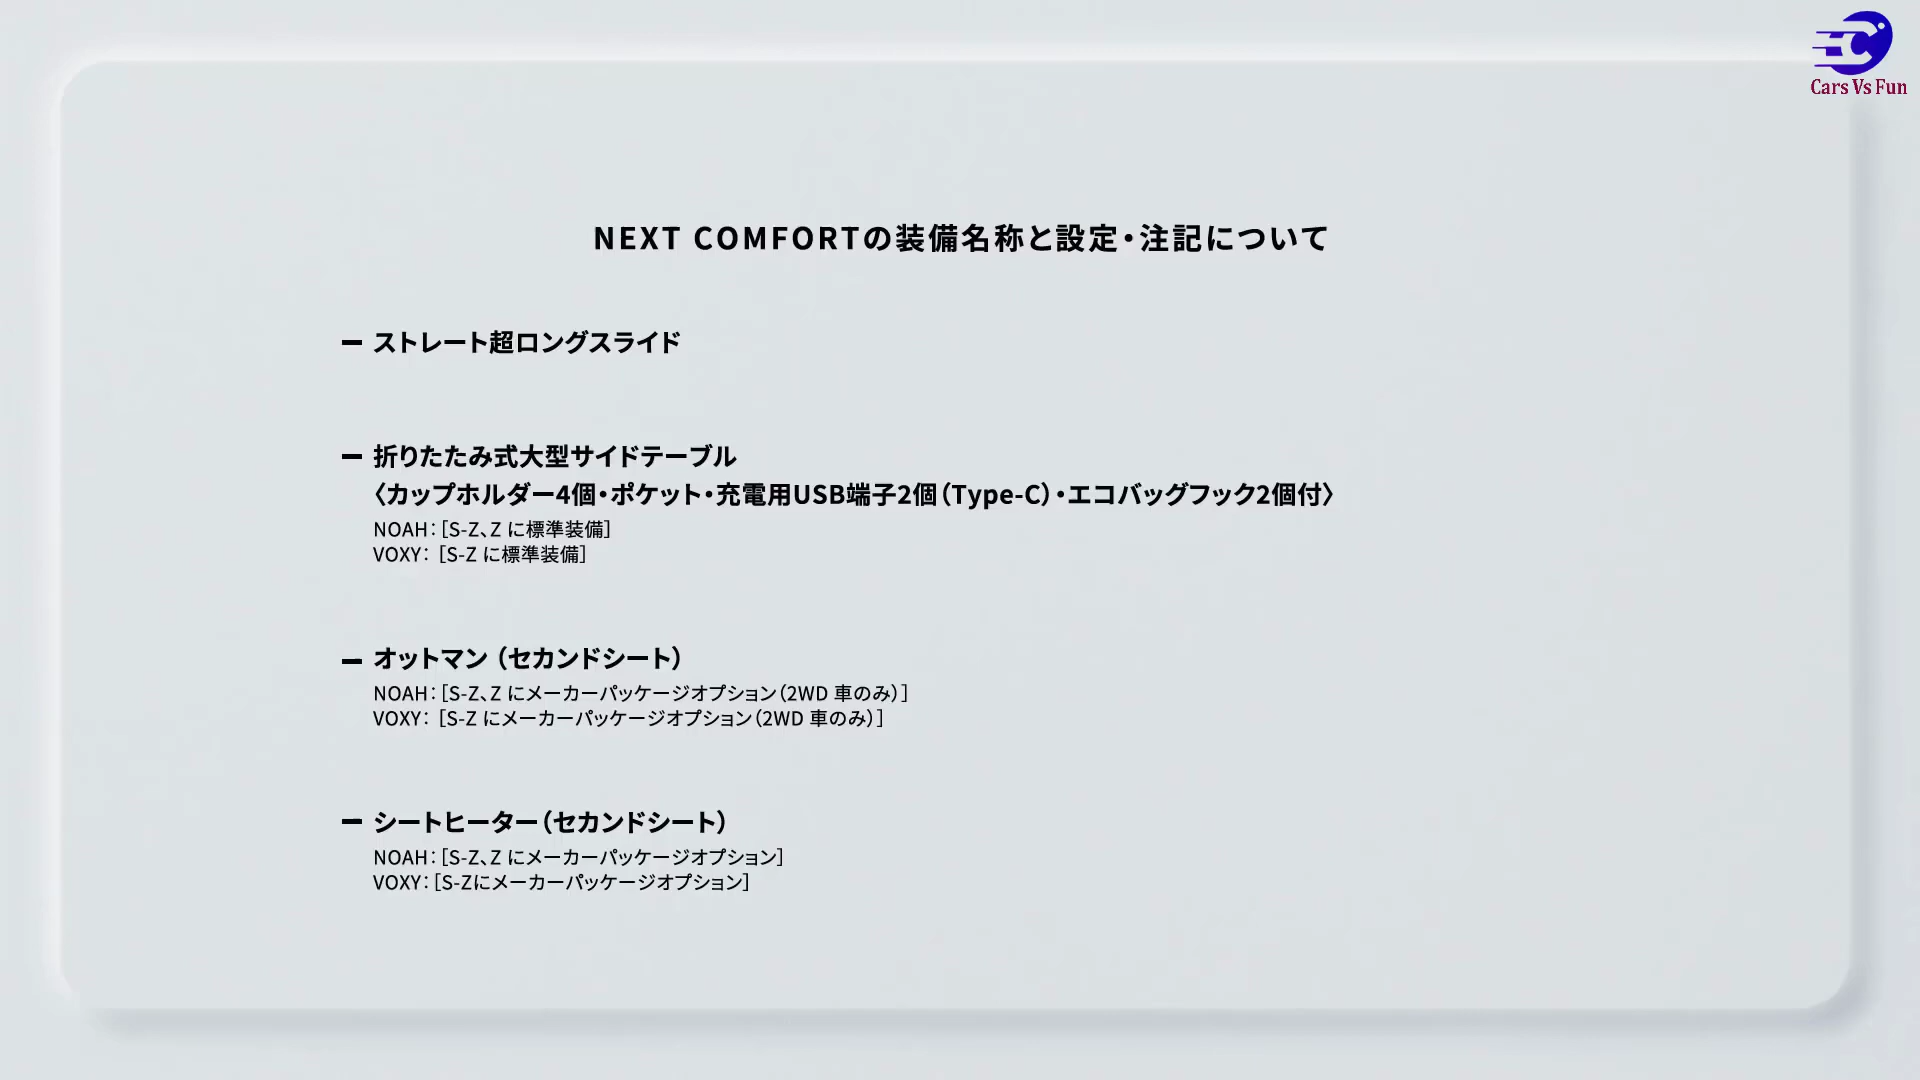 Cars Vs Fun
NEXT COMFORTの装備名称と設定・注記について
ー ストレート超ロングスライド
ー 折りたたみ式大型サイドテーブル
〈カップホルダー4個・ポケット・充電用USB端子2個（Type-C）・エコバッグフック2個付〉
NOAH：［S-Z、Z に標準装備］
VOXY：［S-Z に標準装備］
ー オットマン（セカンドシート）
NOAH：［S-Z、Z にメーカーパッケージオプション（2WD 車のみ）］
VOXY：［S-Z にメーカーパッケージオプション（2WD 車のみ）］
ー シートヒーター（セカンドシート）
NOAH：［S-Z、Z にメーカーパッケージオプション］
VOXY：［S-Zにメーカーパッケージオプション］